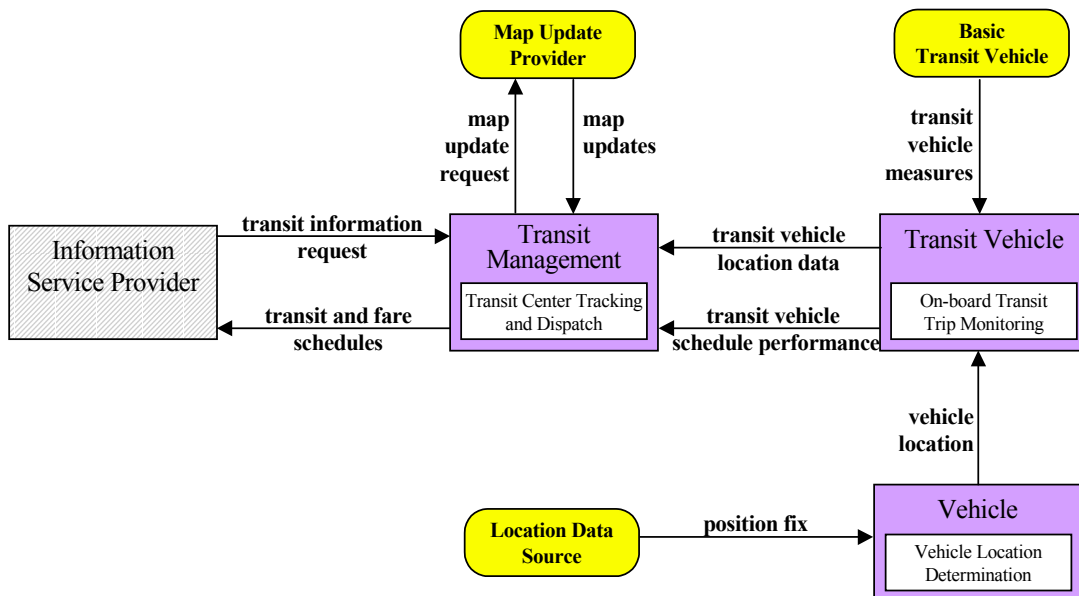 Map Update
Provider
Basic
Transit Vehicle
map
update
request
map
updates
transit
vehicle
measures
transit information
request
Information
Service Provider
transit and fare
schedules
Transit
Management
Transit Center Tracking
and Dispatch
transit vehicle
location data
transit vehicle
schedule performance
Transit Vehicle
On-board Transit
Trip Monitoring
vehicle
location
Location Data
Source
position fix
Vehicle
Vehicle Location
Determination